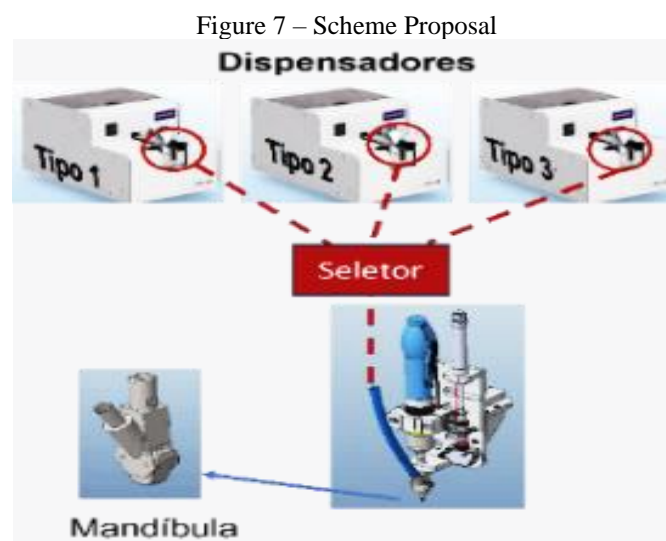 Figure 7 – Scheme Proposal
Dispensadores
Tipo 1
Tipo 2
Tipo 3
Seletor
Mandíbula